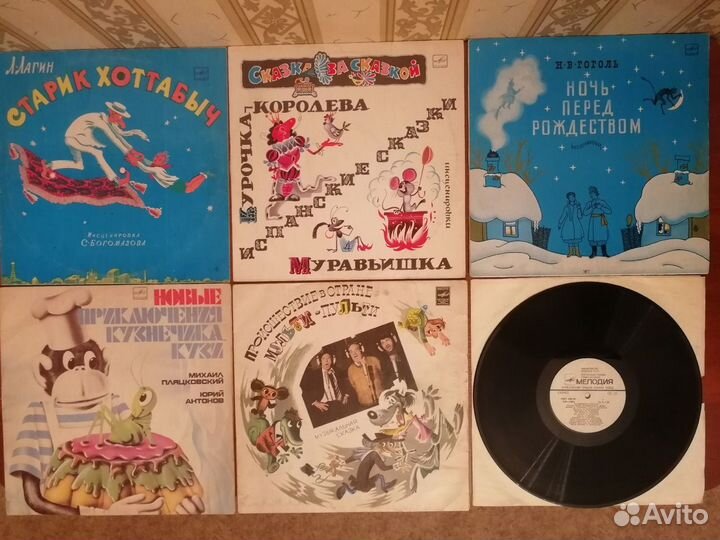 Л.ЛАГИН
СТАРИК ХОТТАБЫЧ
ИНСЦЕНИРОВКА
С.БОГОМАЗОВА
СКАЗКА ЗА СКАЗКОЙ
КУРОЧКА-
КОРОЛЕВА
ИСПАНСКИЕ СКАЗКИ
инсценировки
МУРАВЬИШКА
Н·В·ГОГОЛЬ
НОЧЬ
ПЕРЕД
РОЖДЕСТВОМ
НОВЫЕ
ПРИКЛЮЧЕНИЯ
КУЗНЕЧИКА
КУЗИ
МИХАИЛ
ПЛЯЦКОВСКИЙ
ЮРИЙ
АНТОНОВ
ПРОИСШЕСТВИЕ В СТРАНЕ
МУЛЬТИ-ПУЛЬТИ
МУЗЫКАЛЬНАЯ
СКАЗКА
МЕЛОДИЯ
Avito